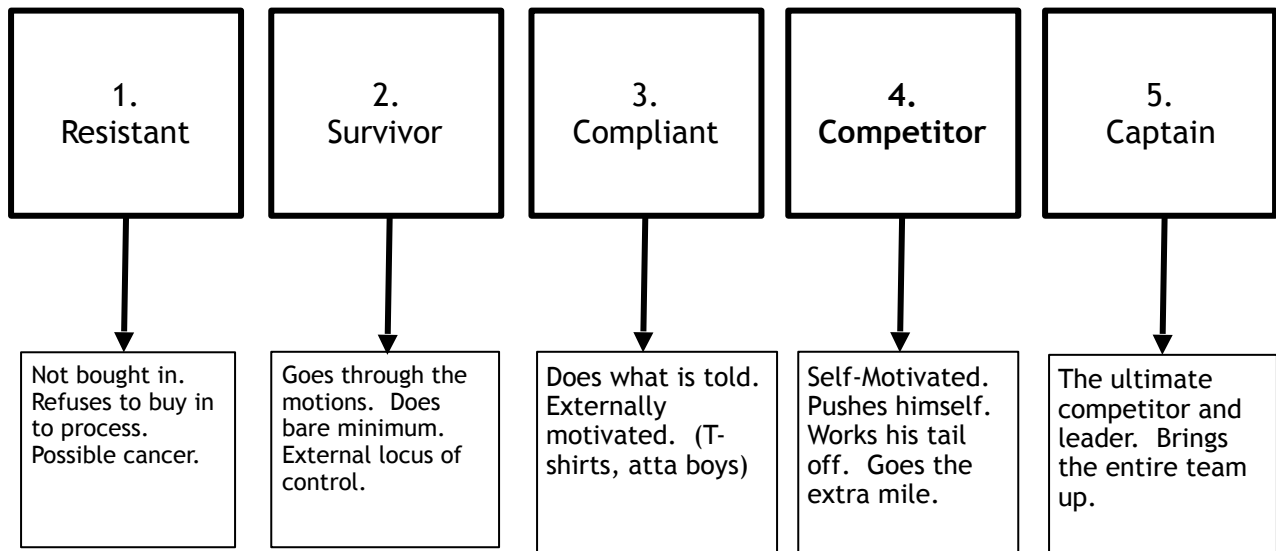 1.
Resistant
2.
Survivor
3.
Compliant
4.
Competitor
5.
Captain
Not bought in.
Refuses to buy in
to process.
Possible cancer.
Goes through the
motions.  Does
bare minimum.
External locus of
control.
Does what is told.
Externally
motivated.  (T-
shirts, atta boys)
Self-Motivated.
Pushes himself.
Works his tail
off.  Goes the
extra mile.
The ultimate
competitor and
leader.  Brings
the entire team
up.